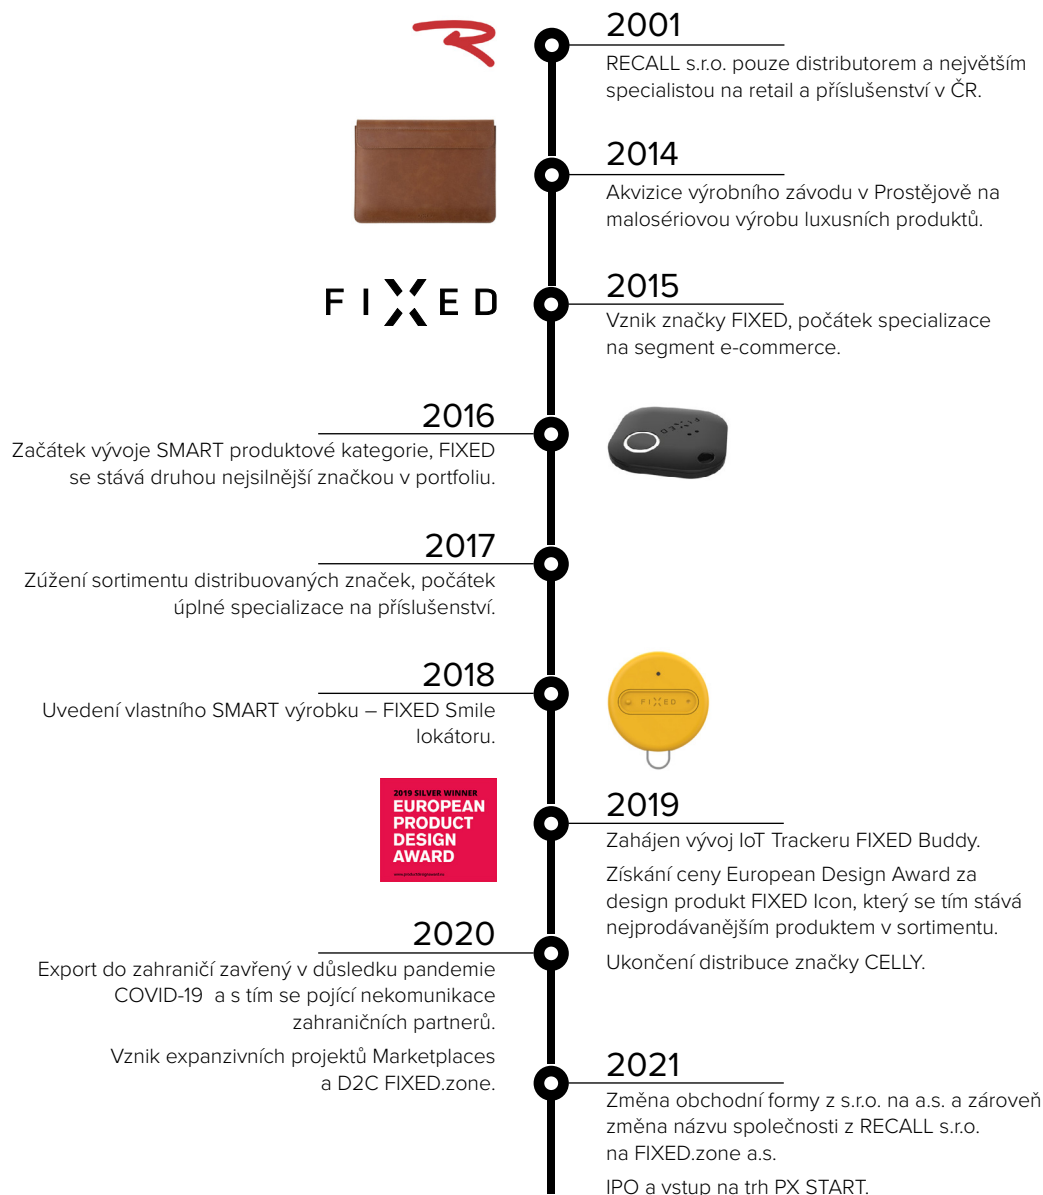 2001
RECALL s.r.o. pouze distributorem a největším
specialistou na retail a příslušenství v ČR.
2014
Akvizice výrobního závodu v Prostějově na
malosériovou výrobu luxusních produktů.
FIXED
2015
Vznik značky FIXED, počátek specializace
na segment e-commerce.
2016
Začátek vývoje SMART produktové kategorie, FIXED
se stává druhou nejsilnější značkou v portfoliu.
FIXED
2017
Zúžení sortimentu distribuovaných značek, počátek
úplné specializace na příslušenství.
2018
Uvedení vlastního SMART výrobku – FIXED Smile
lokátoru.
FIXED
2019 SILVER WINNER
EUROPEAN
PRODUCT
DESIGN
AWARD
2019
Zahájen vývoj IoT Trackeru FIXED Buddy.
Získání ceny European Design Award za
design produkt FIXED Icon, který se tím stává
nejprodávanějším produktem v sortimentu.
Ukončení distribuce značky CELLY.
2020
Export do zahraničí zavřený v důsledku pandemie
COVID-19 a s tím se pojící nekomunikace
zahraničních partnerů.
Vznik expanzivních projektů Marketplaces
a D2C FIXED.zone.
2021
Změna obchodní formy z s.r.o. na a.s. a zároveň
změna názvu společnosti z RECALL s.r.o.
na FIXED.zone a.s.
IPO a vstup na trh PX START.